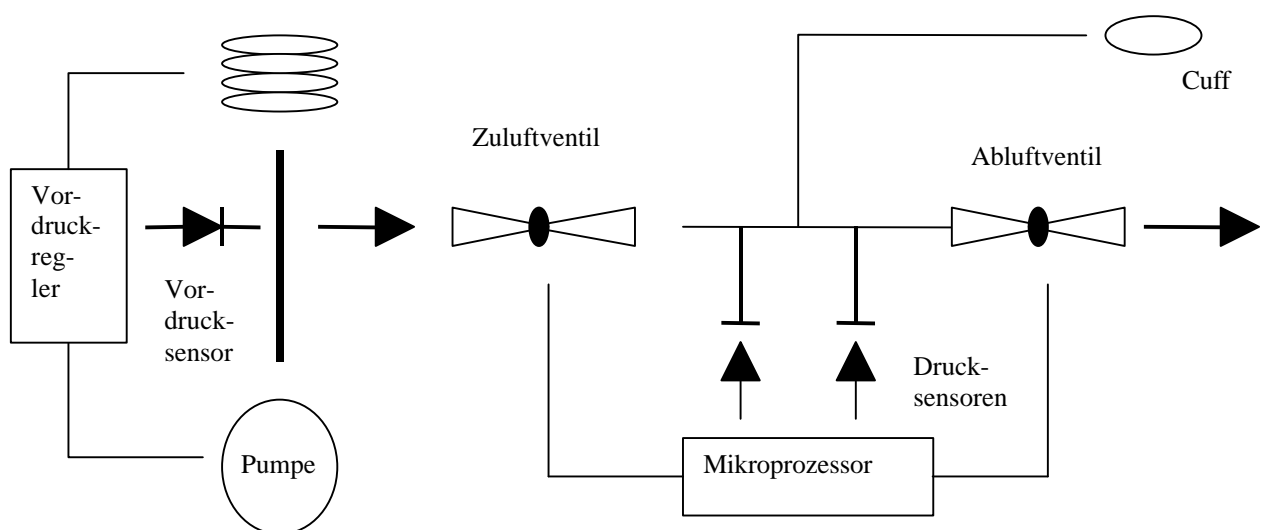 Cuff
Zuluftventil
Abluftventil
Vor-
druck-
reg-
ler
Vor-
druck-
sensor
Druck-
sensoren
Pumpe
Mikroprozessor